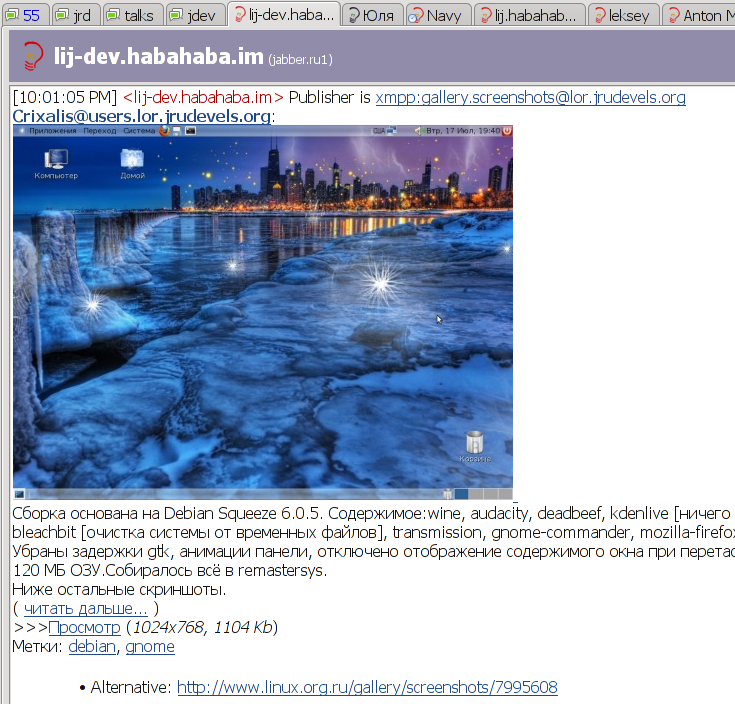 55 jrd talks jdev lij-dev.haba... Юля Navy lij.habahab... leksey Anton M
lij-dev.habahaba.im (jabber.ru1)
[10:01:05 PM] <lij-dev.habahaba.im> Publisher is xmpp:gallery.screenshots@lor.jrudevels.org
Crixalis@users.lor.jrudevels.org:
Приложения Переход Система США Втр, 17 Июл, 19:40
Компьютер Домой
Корзина
Сборка основана на Debian Squeeze 6.0.5. Содержимое:wine, audacity, deadbeef, kdenlive [ничего
bleachbit [очистка системы от временных файлов], transmission, gnome-commander, mozilla-firefox
Убраны задержки gtk, анимации панели, отключено отображение содержимого окна при перетас
120 МБ ОЗУ.Собиралось всё в remastersys.
Ниже остальные скриншоты.
( читать дальше... )
>>>Просмотр (1024x768, 1104 Kb)
Метки: debian, gnome
• Alternative: http://www.linux.org.ru/gallery/screenshots/7995608